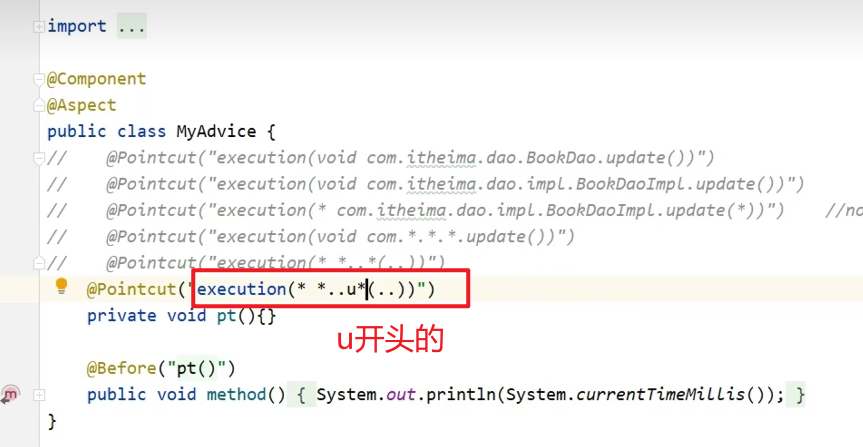 import ...
@Component
@Aspect
public class MyAdvice {
//    @Pointcut("execution(void com.itheima.dao.BookDao.update())")
//    @Pointcut("execution(void com.itheima.dao.impl.BookDaoImpl.update())")
//    @Pointcut("execution(* com.itheima.dao.impl.BookDaoImpl.update(*))")    //no
//    @Pointcut("execution(void com.*.*.*.update())")
//    @Pointcut("execution(* *..*(..))")
@Pointcut("execution(* *..u*(..))")
private void pt(){}
u开头的
@Before("pt()")
public void method() { System.out.println(System.currentTimeMillis()); }
}